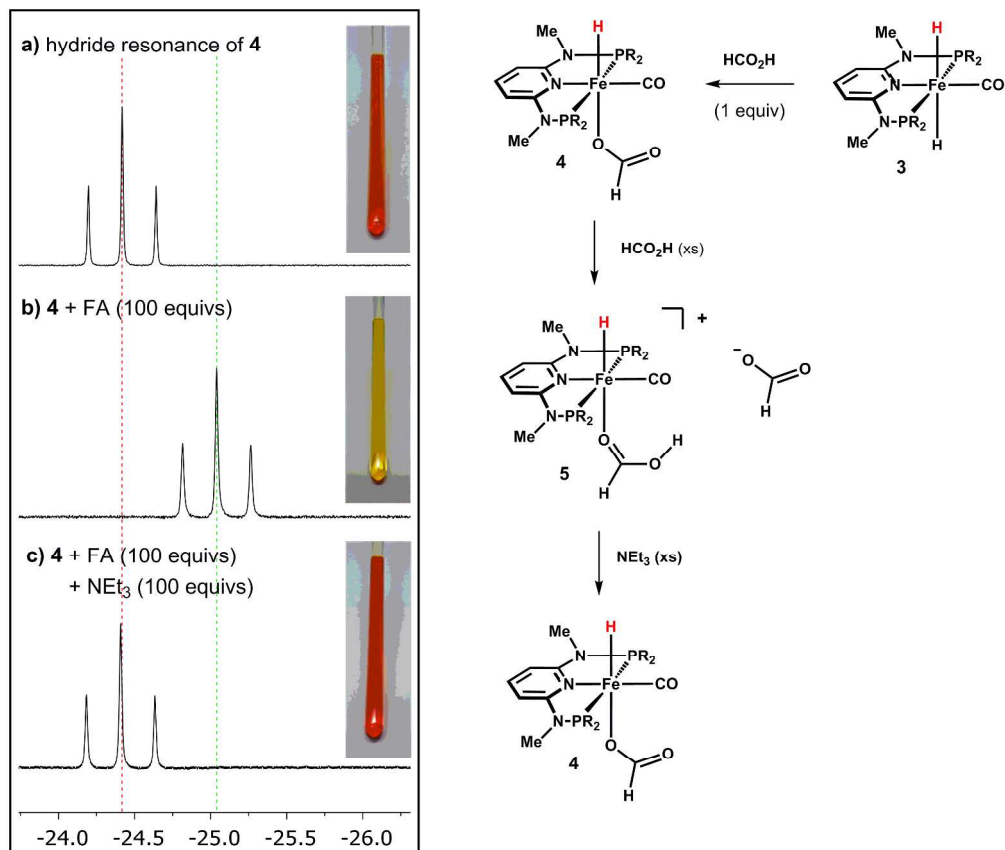 a) hydride resonance of 4
b) 4 + FA (100 equivs)
c) 4 + FA (100 equivs)
+ NEt3 (100 equivs)
-24.0 -24.5 -25.0 -25.5 -26.0
Me
H
N
PR2
N
Fe
CO
N-PR2
Me
O
O
H
4
HCO2H
(1 equiv)
Me
H
N
PR2
N
Fe
CO
N-PR2
Me
H
3
HCO2H (xs)
Me
H
N
PR2
N
Fe
CO
N-PR2
Me
O
H
O
H
5
+
−
O
O
H
NEt3 (xs)
Me
H
N
PR2
N
Fe
CO
N-PR2
Me
O
O
H
4